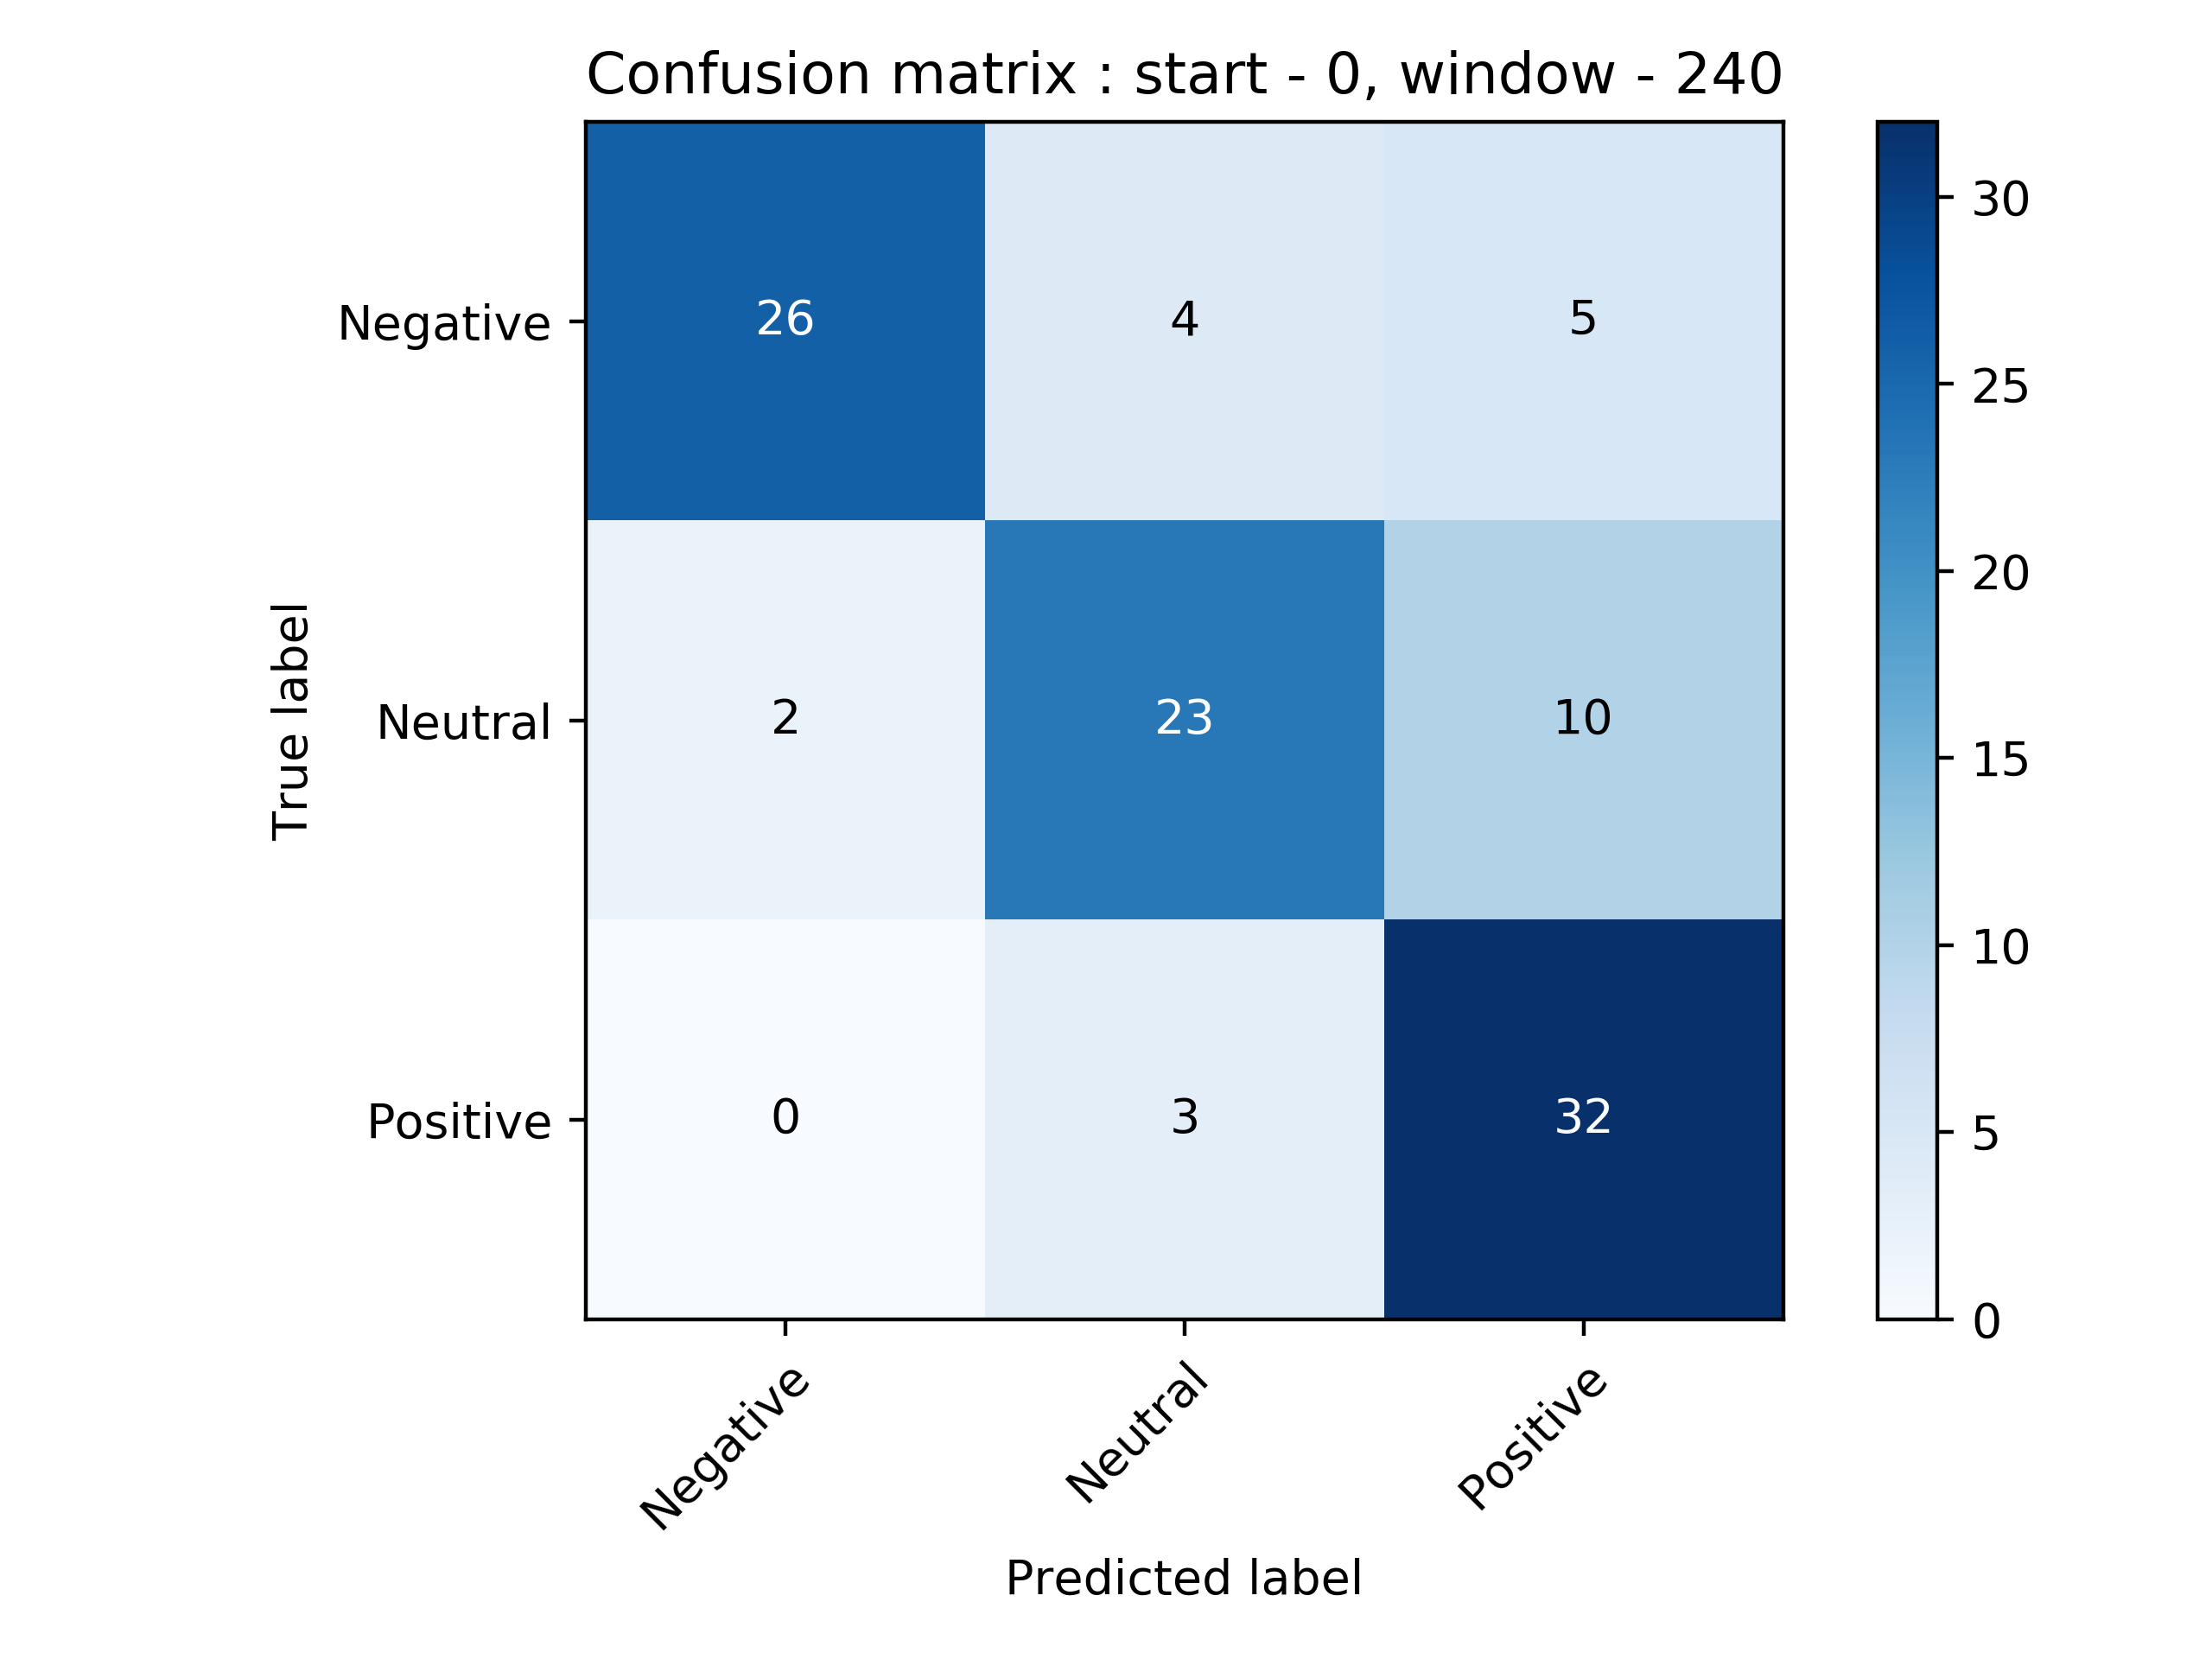 Confusion matrix : start - 0, window - 240
Negative
26
4
5
Neutral
2
23
10
Positive
0
3
32
True label
Negative
Neutral
Positive
Predicted label
30
25
20
15
10
5
0